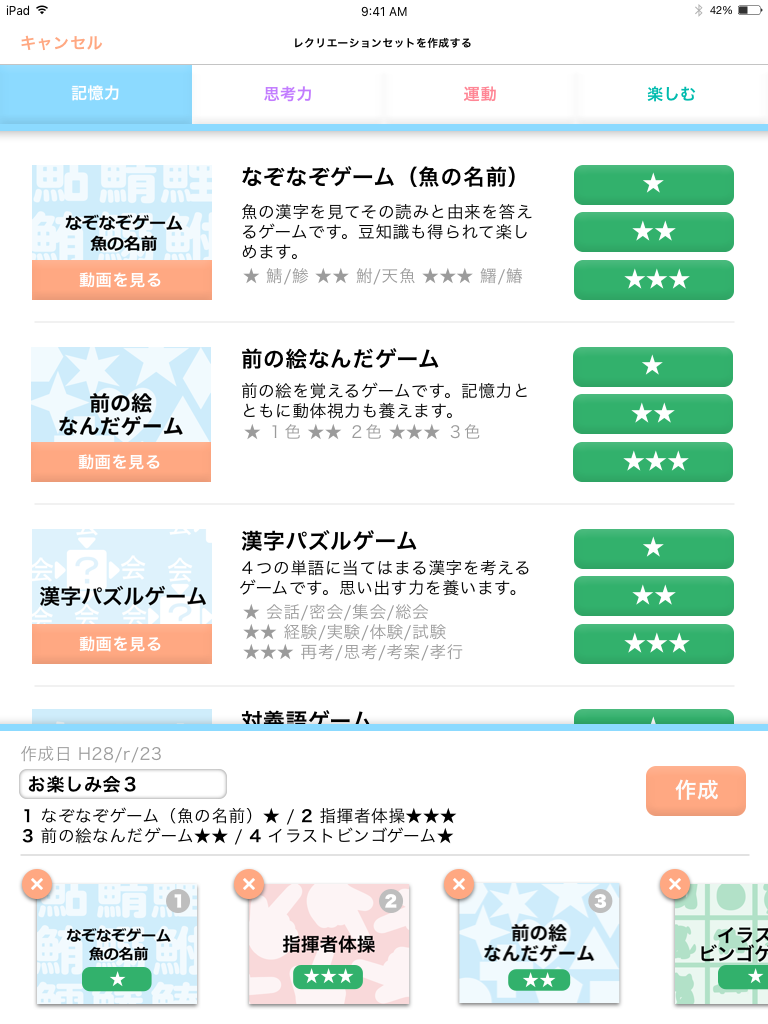 iPad 9:41 AM 42%
キャンセル レクリエーションセットを作成する
記憶力 思考力 運動 楽しむ
なぞなぞゲーム
魚の名前
動画を見る
なぞなぞゲーム（魚の名前）
魚の漢字を見てその読みと由来を答え
るゲームです。豆知識も得られて楽し
めます。
★ 鯖/鯵 ★★ 鮒/天魚 ★★★ 鱰/鰆
★
★★
★★★
前の絵
なんだゲーム
動画を見る
前の絵なんだゲーム
前の絵を覚えるゲームです。記憶力と
ともに動体視力も養えます。
★ １色 ★★ ２色 ★★★ ３色
★
★★
★★★
漢字パズルゲーム
動画を見る
漢字パズルゲーム
４つの単語に当てはまる漢字を考える
ゲームです。思い出す力を養います。
★ 会話/密会/集会/総会
★★ 経験/実験/体験/試験
★★★ 再考/思考/考案/孝行
★
★★
★★★
対義語ゲーム
作成日 H28/r/23
お楽しみ会３
作成
1 なぞなぞゲーム（魚の名前）★ / 2 指揮者体操★★★
3 前の絵なんだゲーム★★ / 4 イラストビンゴゲーム★
1
なぞなぞゲーム
魚の名前
★
2
指揮者体操
★★★
3
前の絵
なんだゲーム
★★
イラス
ビンゴゲ
★